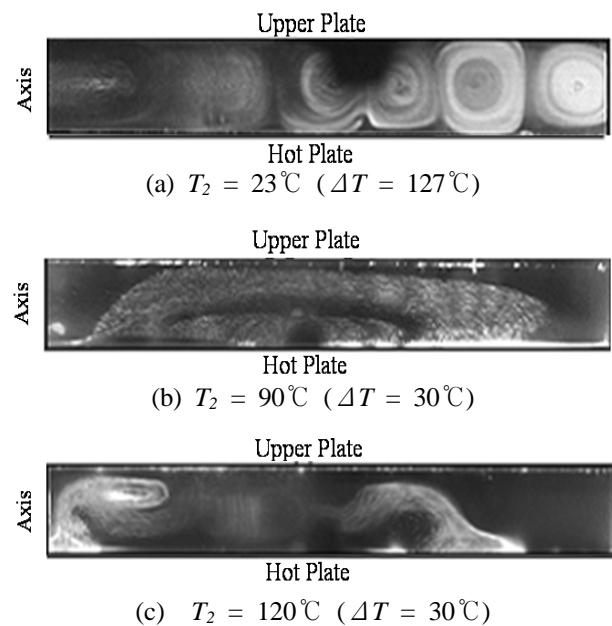 Upper Plate
Axis
Hot Plate
(a) T₂ = 23℃ (ΔT = 127℃)
Upper Plate
Axis
Hot Plate
(b) T₂ = 90℃ (ΔT = 30℃)
Upper Plate
Axis
Hot Plate
(c) T₂ = 120℃ (ΔT = 30℃)